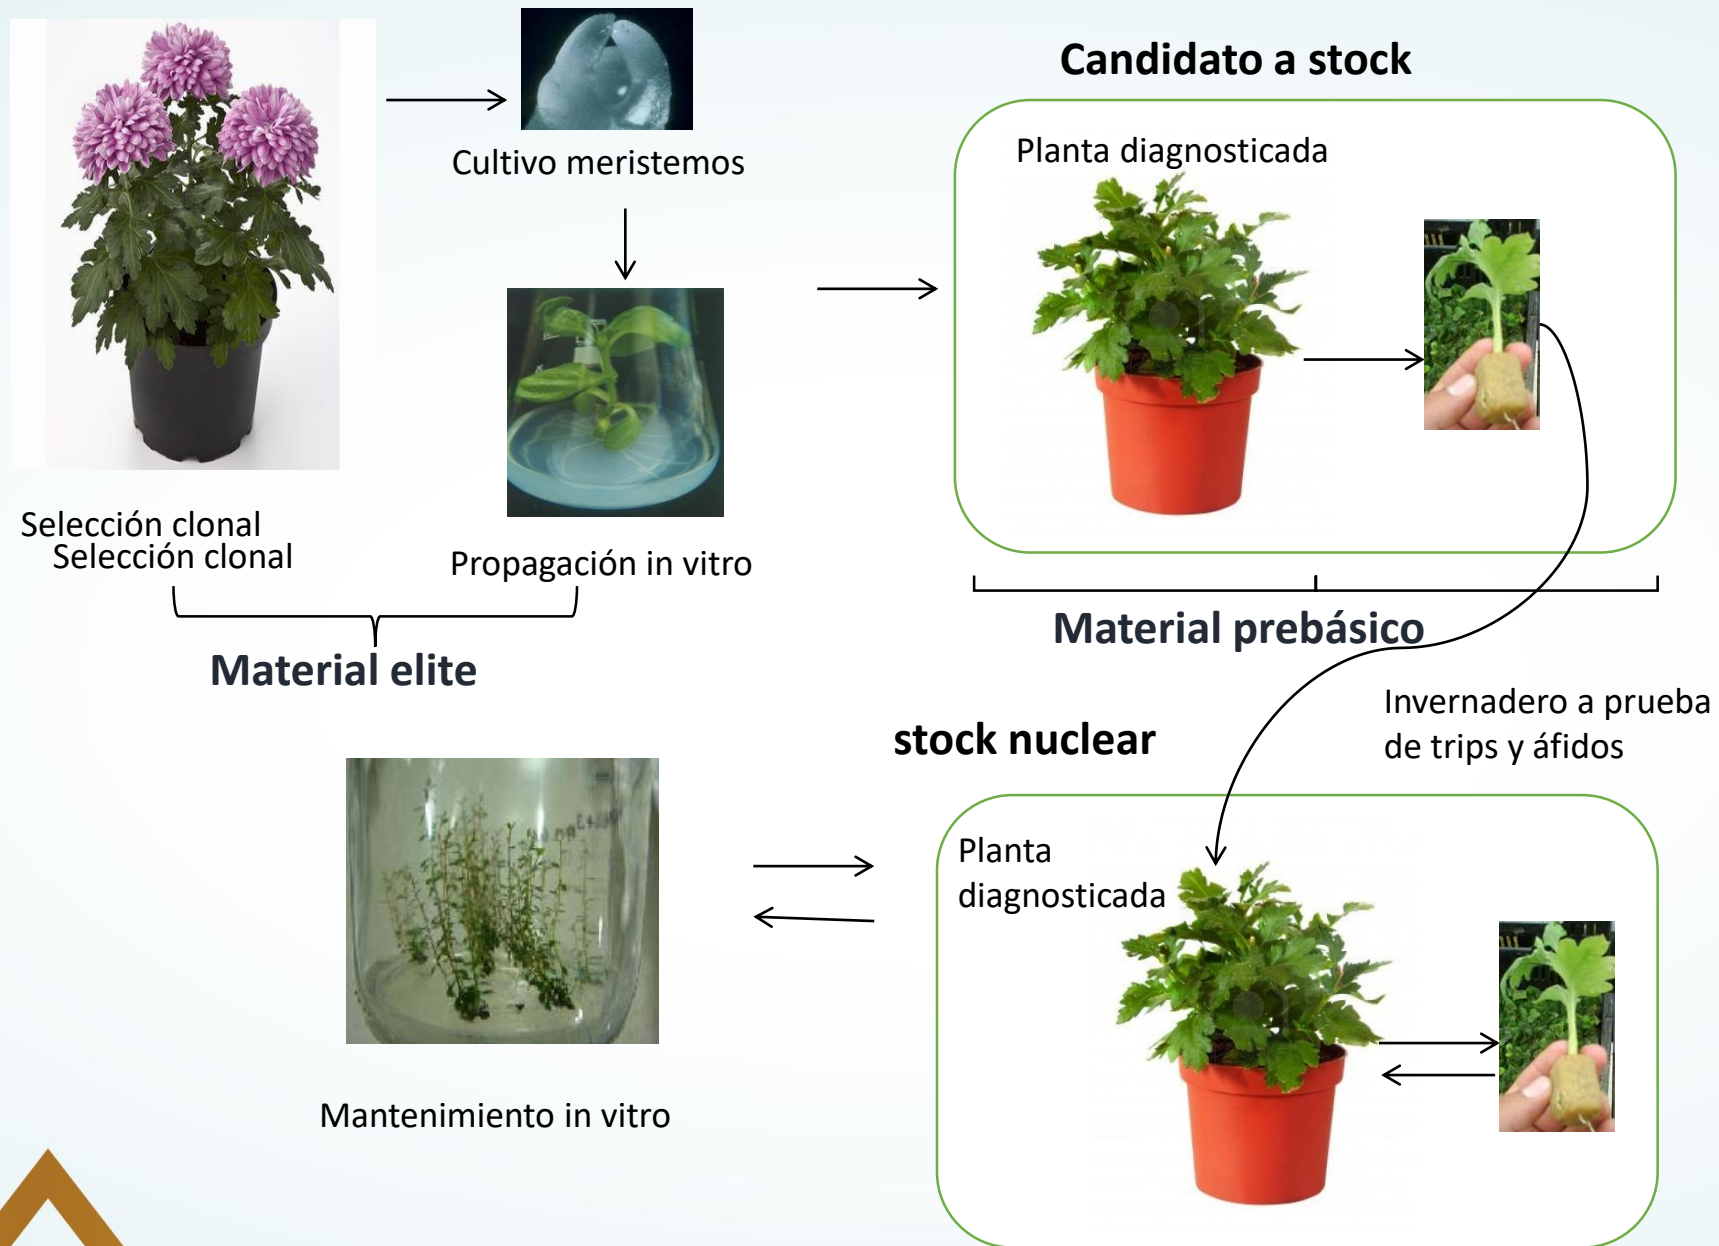 Candidato a stock
Planta diagnosticada
Cultivo meristemos
Selección clonal
Selección clonal
Propagación in vitro
Material elite
Material prebásico
Invernadero a prueba
de trips y áfidos
stock nuclear
Planta
diagnosticada
Mantenimiento in vitro